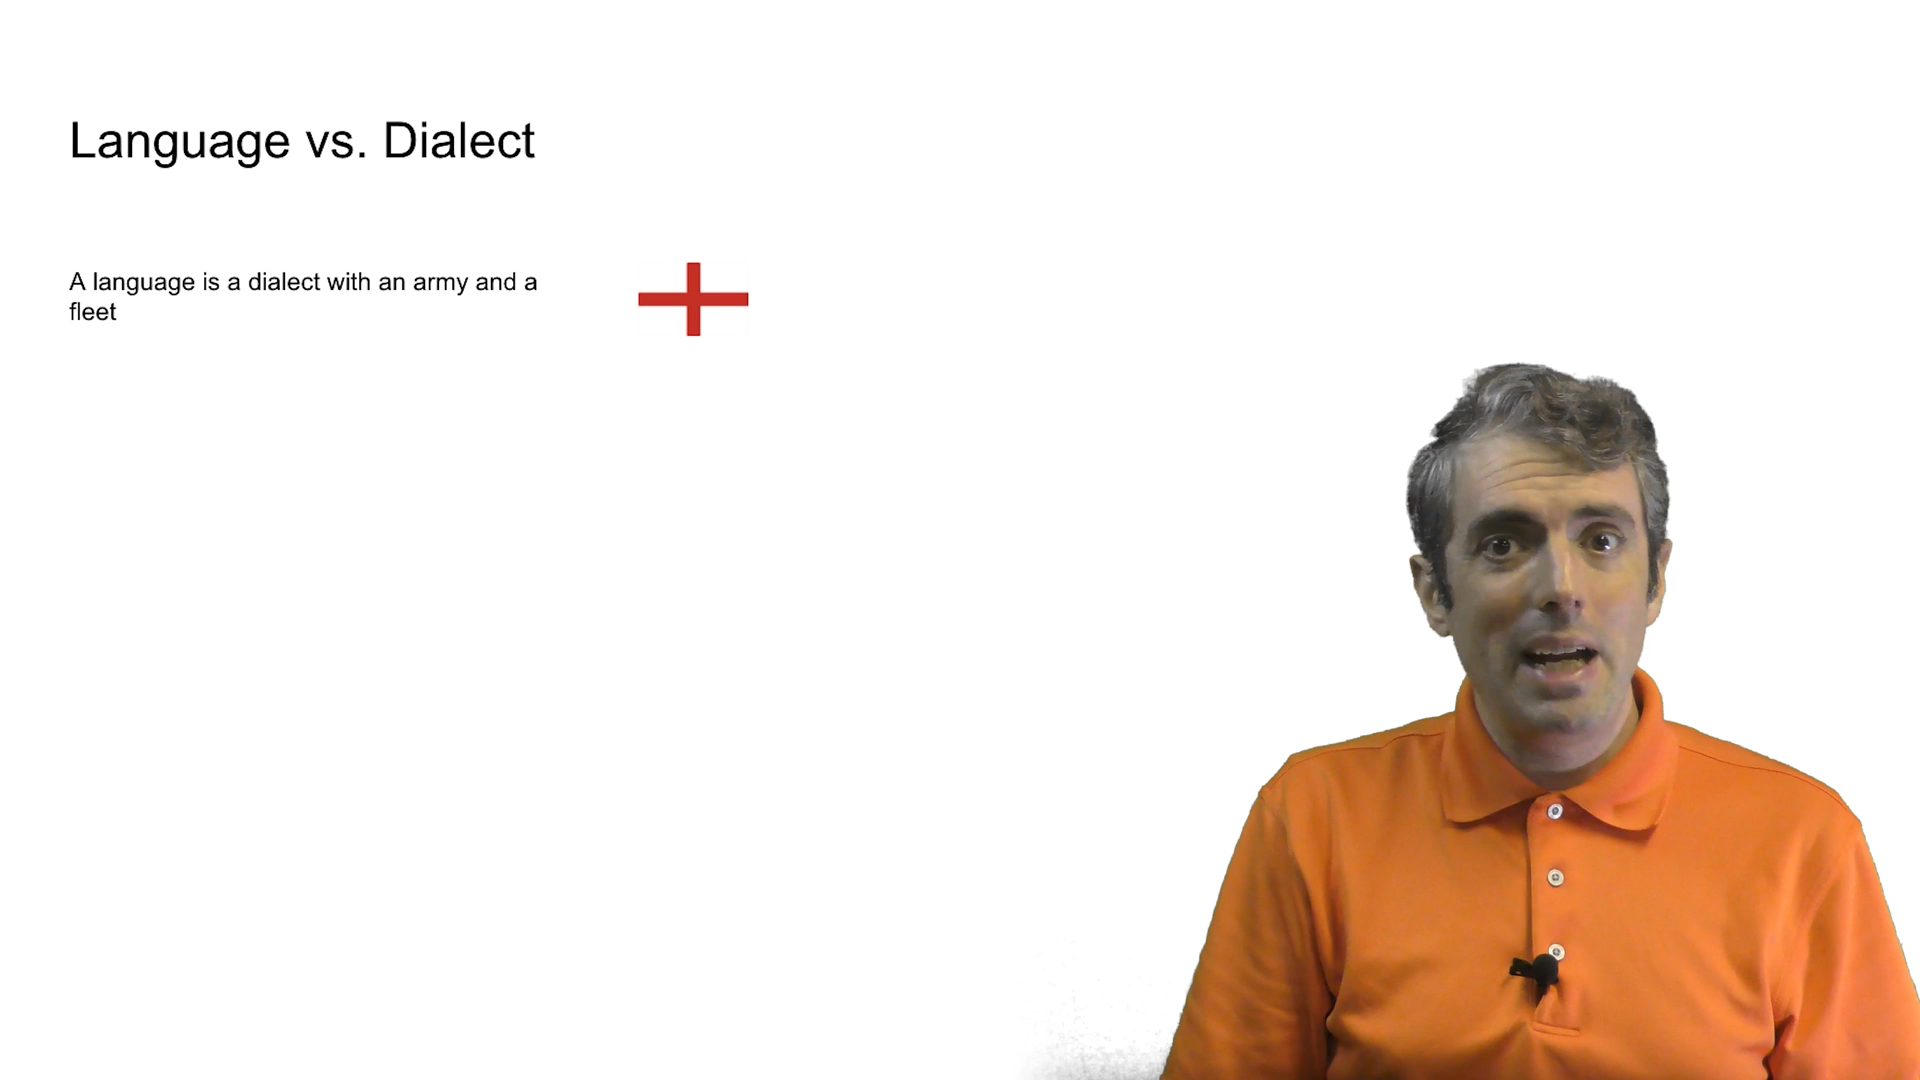 Language vs. Dialect
A language is a dialect with an army and a
fleet